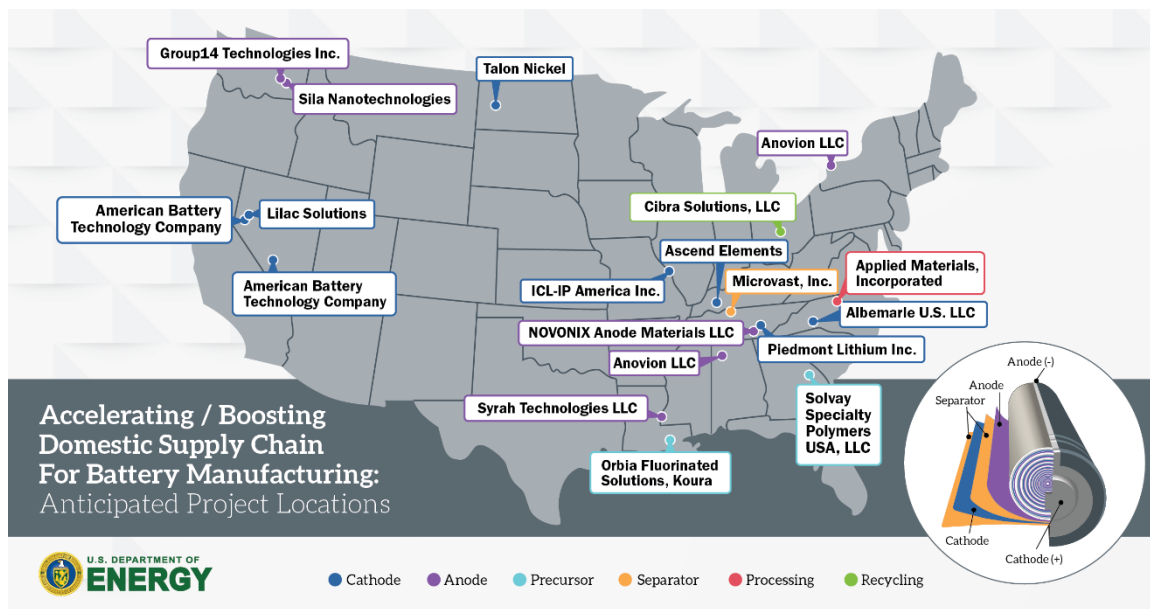 Group14 Technologies Inc.
Sila Nanotechnologies
Talon Nickel
Anovion LLC
American Battery
Technology Company
Lilac Solutions
American Battery
Technology Company
Cibra Solutions, LLC
Ascend Elements
ICL-IP America Inc.
Microvast, Inc.
Applied Materials,
Incorporated
Albemarle U.S. LLC
NOVONIX Anode Materials LLC
Piedmont Lithium Inc.
Anovion LLC
Syrah Technologies LLC
Solvay
Specialty
Polymers
USA, LLC
Orbia Fluorinated
Solutions, Koura
Accelerating / Boosting
Domestic Supply Chain
For Battery Manufacturing:
Anticipated Project Locations
Anode (-)
Anode
Separator
Cathode
Cathode (+)
U.S. DEPARTMENT OF
ENERGY
Cathode
Anode
Precursor
Separator
Processing
Recycling